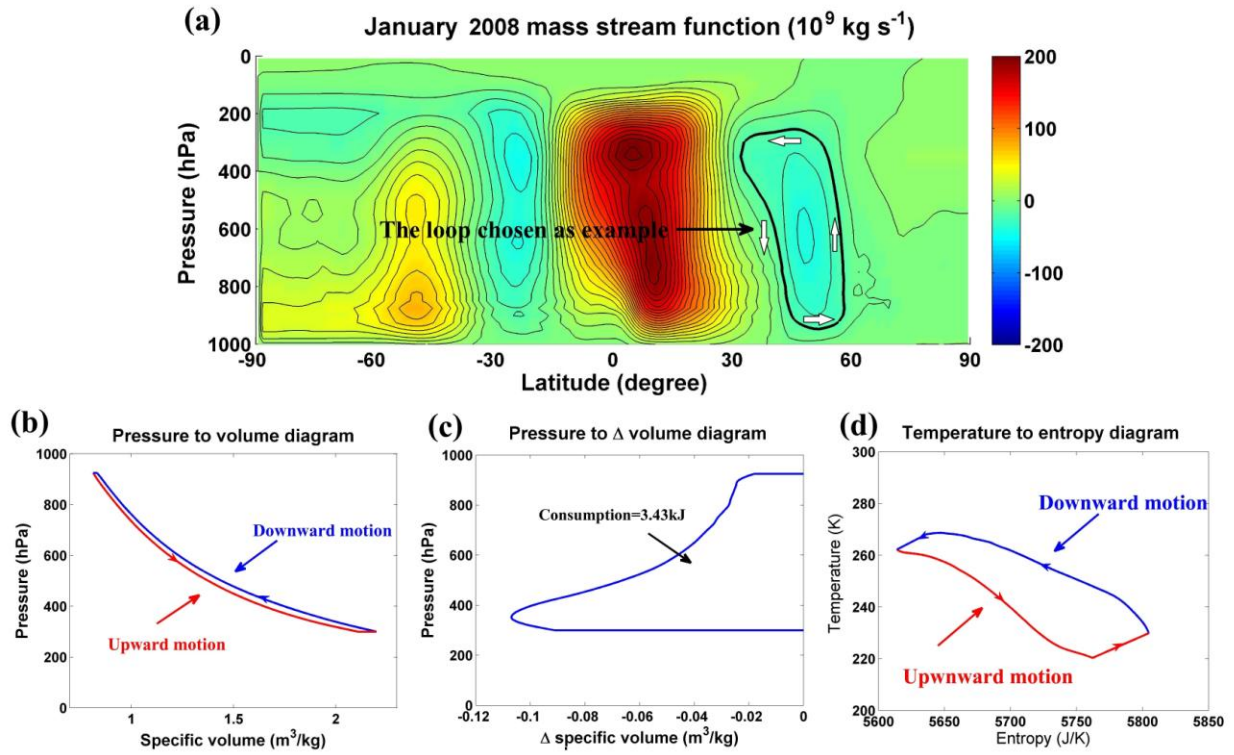 (a)
January 2008 mass stream function (10⁹ kg s⁻¹)
0
200
400
600
800
1000
Pressure (hPa)
The loop chosen as example
-90
-60
-30
0
30
60
90
Latitude (degree)
200
100
0
-100
-200
(b)
Pressure to volume diagram
1000
800
600
400
200
0
Pressure (hPa)
Downward motion
Upward motion
1
1.5
2
Specific volume (m³/kg)
(c)
Pressure to Δ volume diagram
1000
800
600
400
200
0
Pressure (hPa)
Consumption=3.43kJ
-0.12
-0.1
-0.08
-0.06
-0.04
-0.02
0
Δ specific volume (m³/kg)
(d)
Temperature to entropy diagram
300
280
260
240
220
200
Temperature (K)
Downward motion
Upwnward motion
5600
5650
5700
5750
5800
5850
Entropy (J/K)